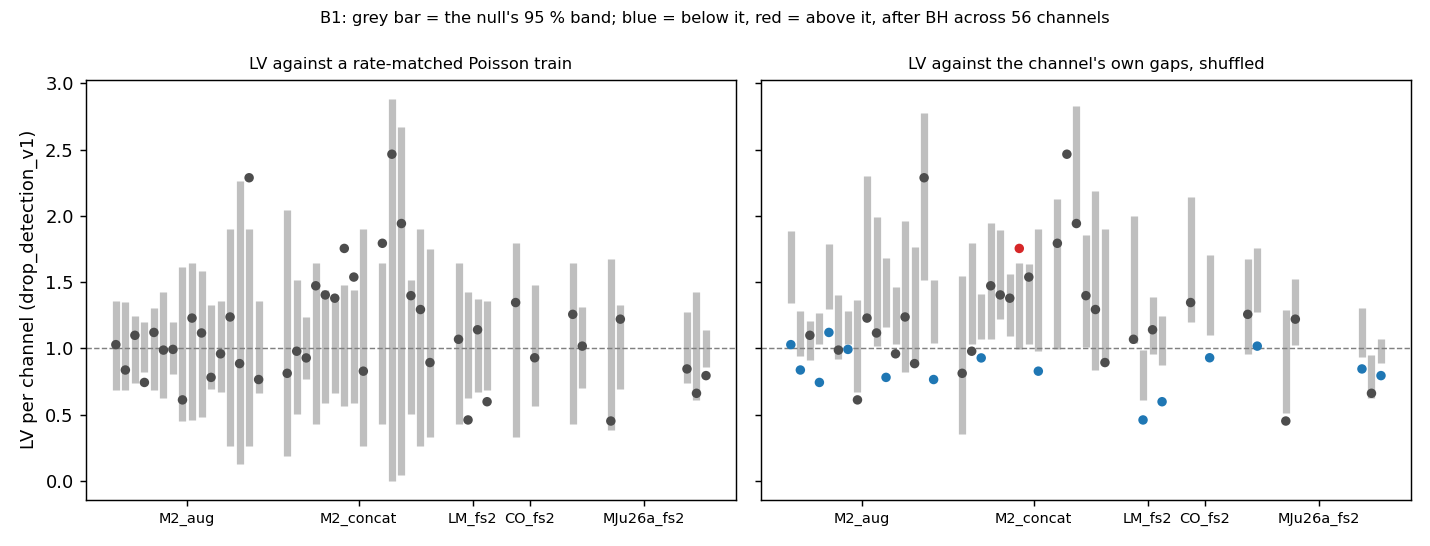 B1: grey bar = the null's 95 % band; blue = below it, red = above it, after BH across 56 channels
LV against a rate-matched Poisson train
LV against the channel's own gaps, shuffled
LV per channel (drop_detection_v1)
3.0
2.5
2.0
1.5
1.0
0.5
0.0
M2_aug
M2_concat
LM_fs2
CO_fs2
MJu26a_fs2
M2_aug
M2_concat
LM_fs2
CO_fs2
MJu26a_fs2